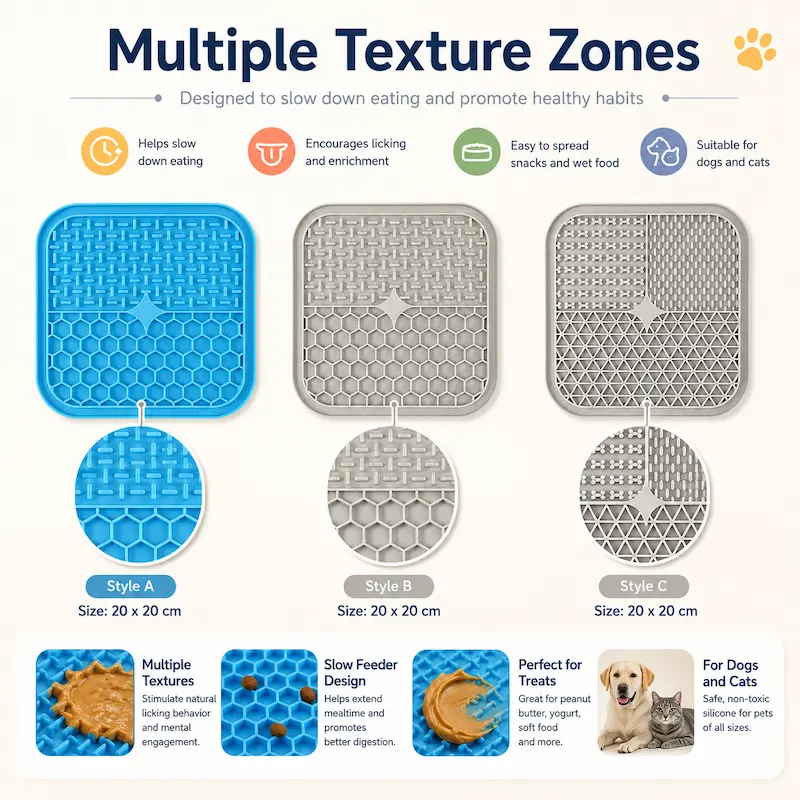 Multiple Texture Zones
Designed to slow down eating and promote healthy habits
Helps slow
down eating
Encourages licking
and enrichment
Easy to spread
snacks and wet food
Suitable for
dogs and cats
Style A
Size: 20 x 20 cm
Style B
Size: 20 x 20 cm
Style C
Size: 20 x 20 cm
Multiple
Textures
Stimulate natural
licking behavior
and mental
engagement.
Slow Feeder
Design
Helps extend
mealtime and
promotes
better digestion.
Perfect for
Treats
Great for peanut
butter, yogurt,
soft food
and more.
For Dogs
and Cats
Safe, non-toxic
silicone for pets
of all sizes.